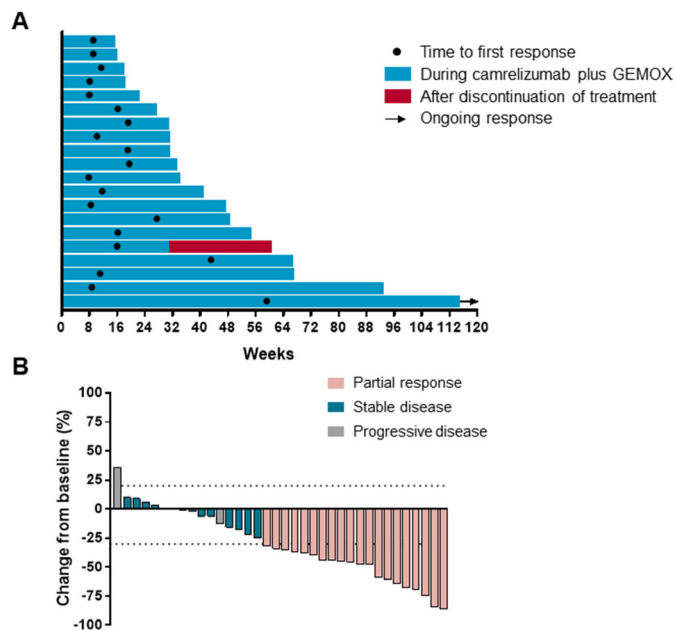 A
Time to first response
During camrelizumab plus GEMOX
After discontinuation of treatment
Ongoing response
0 8 16 24 32 40 48 56 64 72 80 88 96 104 112 120
Weeks
B
Partial response
Stable disease
Progressive disease
Change from baseline (%)
100
75
50
25
0
-25
-50
-75
-100